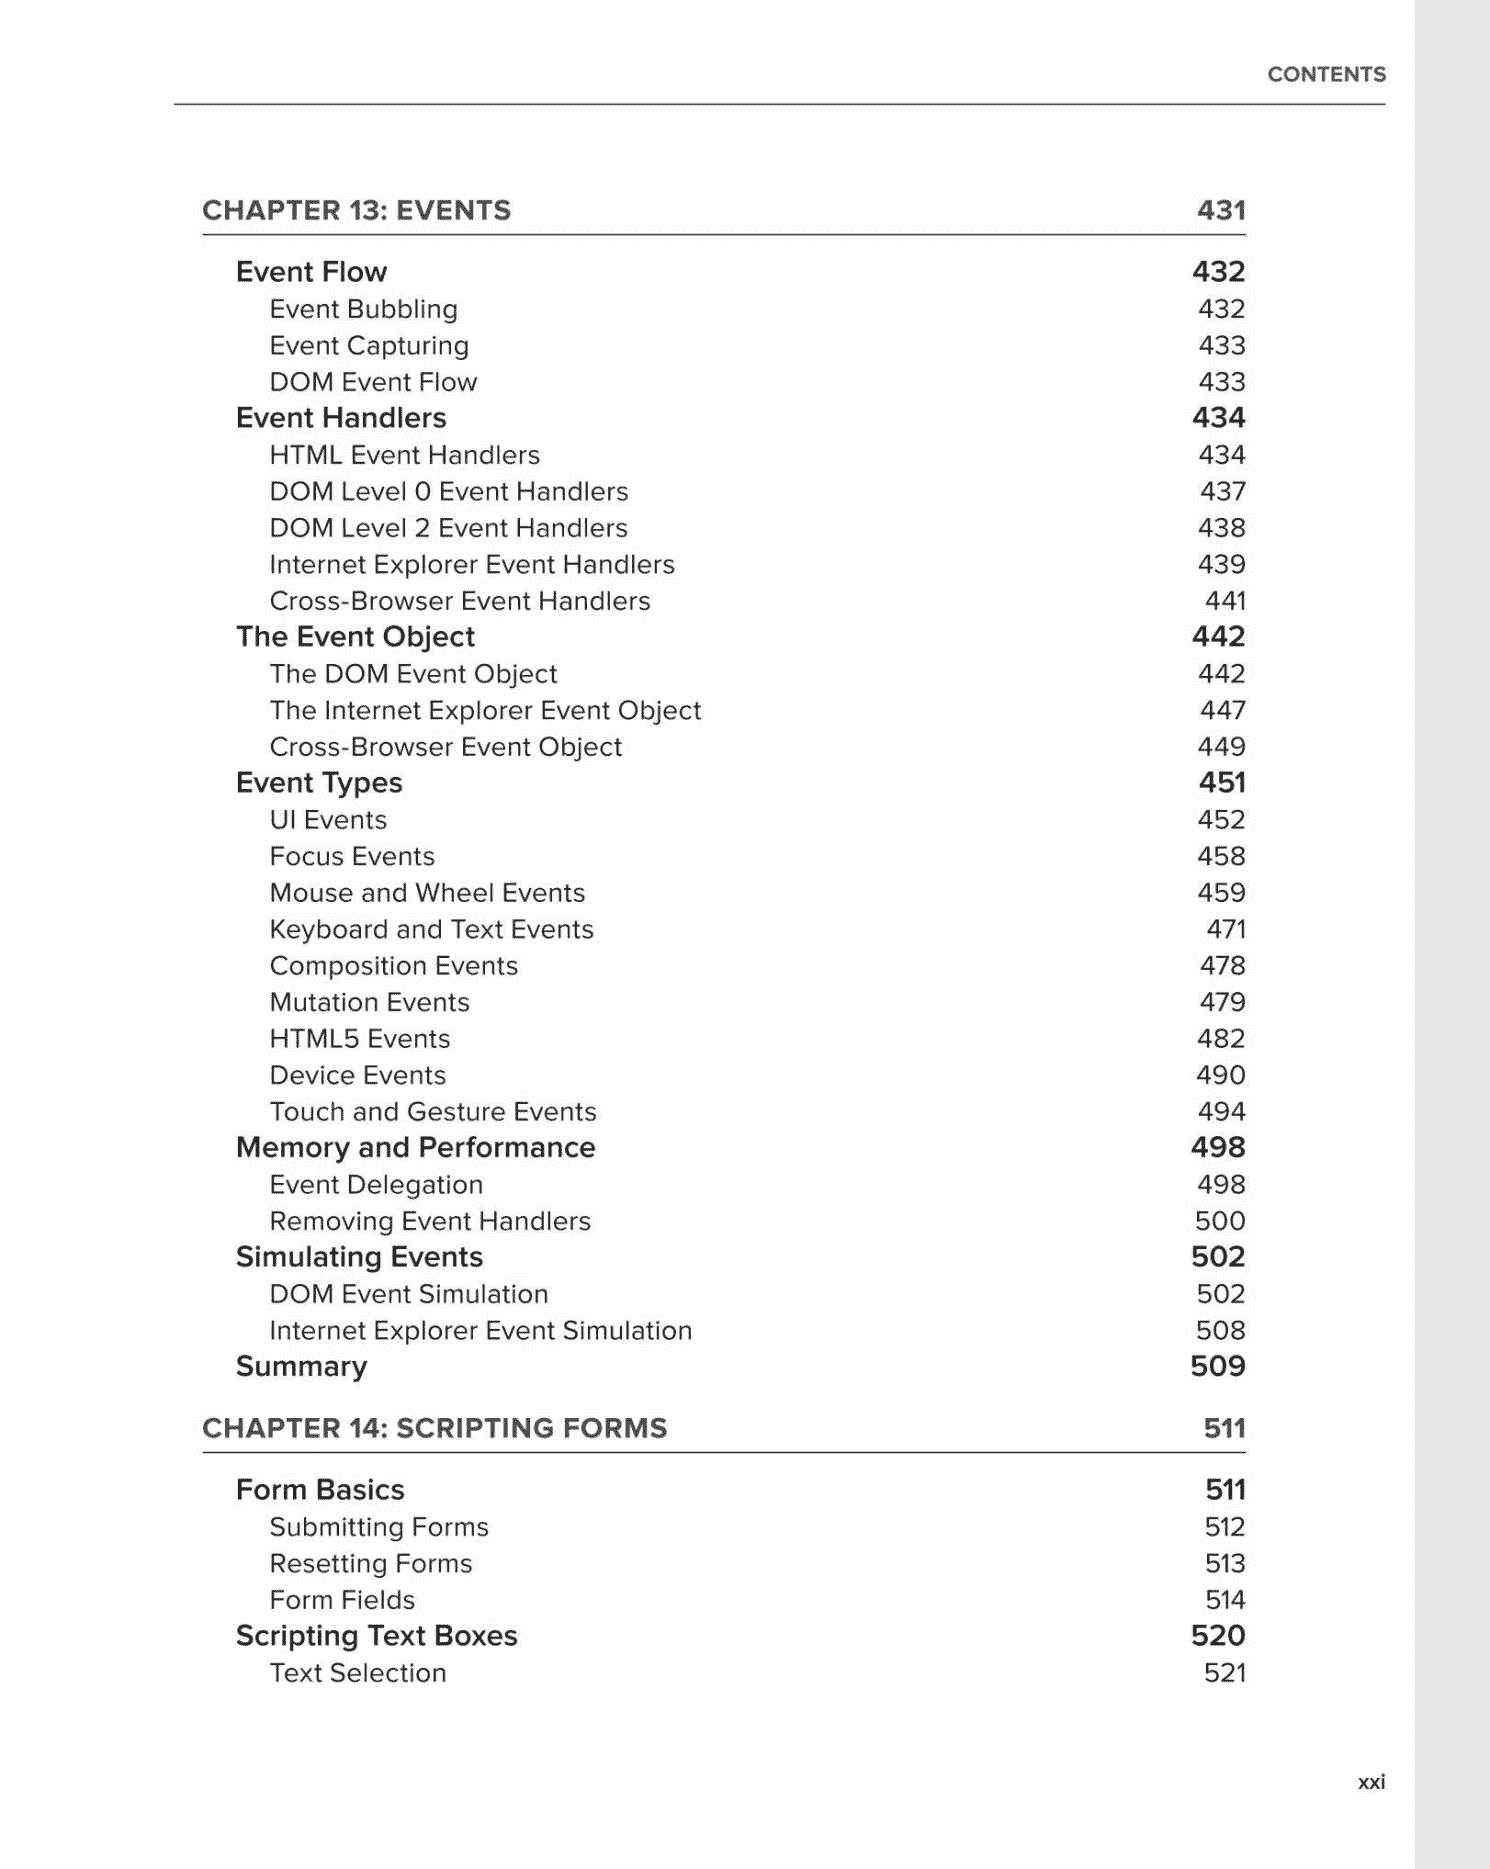 CONTENTS
CHAPTER 13: EVENTS 431
Event Flow 432
Event Bubbling 432
Event Capturing 433
DOM Event Flow 433
Event Handlers 434
HTML Event Handlers 434
DOM Level 0 Event Handlers 437
DOM Level 2 Event Handlers 438
Internet Explorer Event Handlers 439
Cross-Browser Event Handlers 441
The Event Object 442
The DOM Event Object 442
The Internet Explorer Event Object 447
Cross-Browser Event Object 449
Event Types 451
UI Events 452
Focus Events 458
Mouse and Wheel Events 459
Keyboard and Text Events 471
Composition Events 478
Mutation Events 479
HTML5 Events 482
Device Events 490
Touch and Gesture Events 494
Memory and Performance 498
Event Delegation 498
Removing Event Handlers 500
Simulating Events 502
DOM Event Simulation 502
Internet Explorer Event Simulation 508
Summary 509
CHAPTER 14: SCRIPTING FORMS 511
Form Basics 511
Submitting Forms 512
Resetting Forms 513
Form Fields 514
Scripting Text Boxes 520
Text Selection 521
xxi